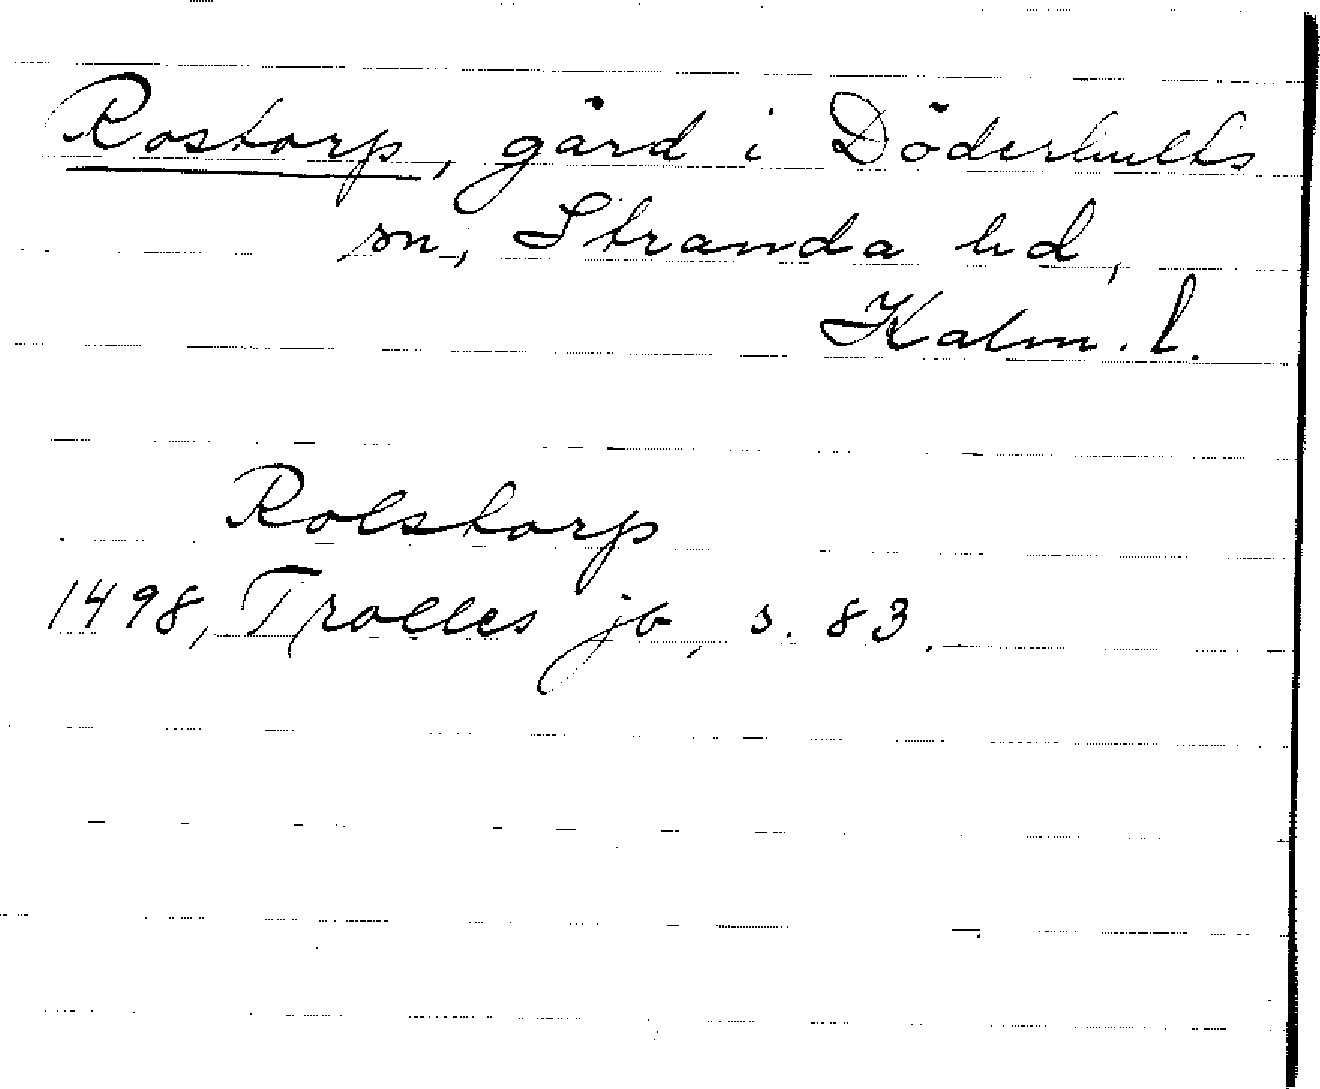 Rostorp, gård i Döderhults
sn, Stranda hd,
Kalm. l.
Rolstorp
1498, Trolles jb, s. 83.